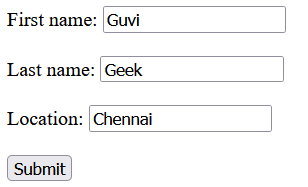 First name: Guvi
Last name: Geek
Location: Chennai
Submit